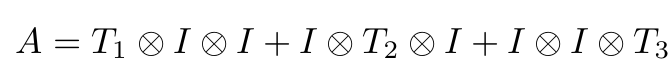 A = T₁ ⊗ I ⊗ I + I ⊗ T₂ ⊗ I + I ⊗ I ⊗ T₃